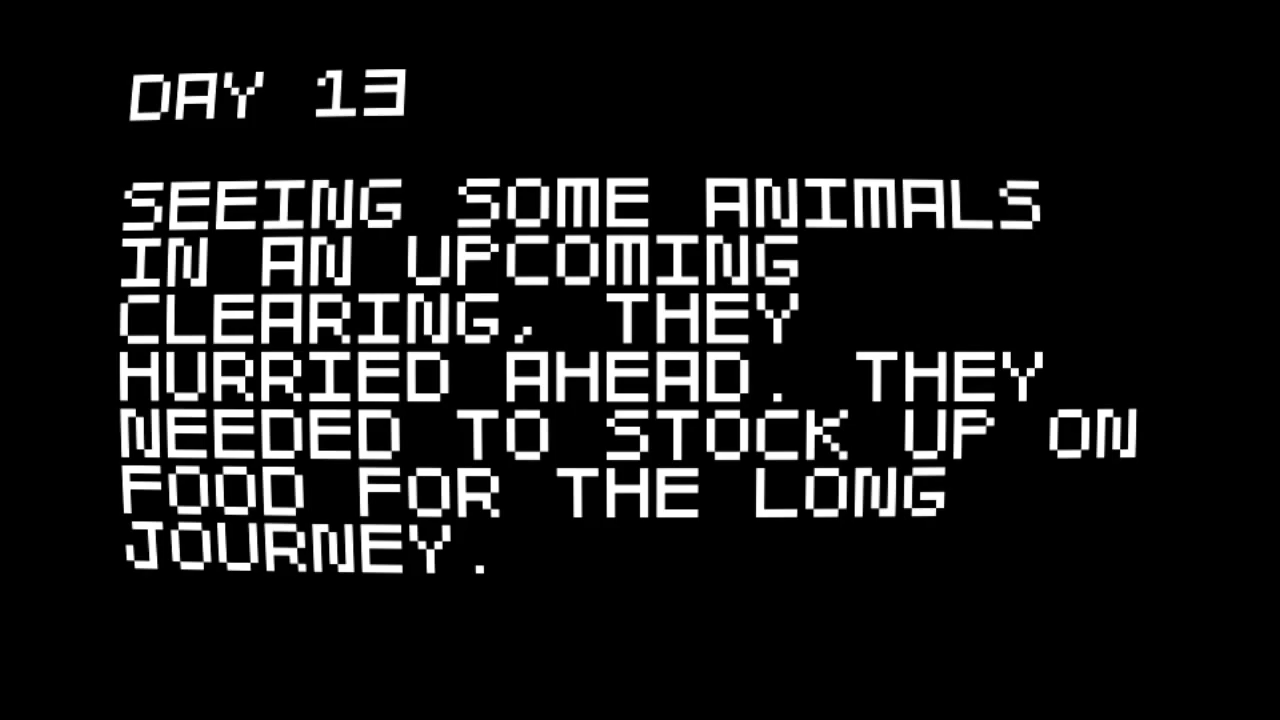 DAY 13
SEEING SOME ANIMALS
IN AN UPCOMING
CLEARING, THEY
HURRIED AHEAD. THEY
NEEDED TO STOCK UP ON
FOOD FOR THE LONG
JOURNEY.